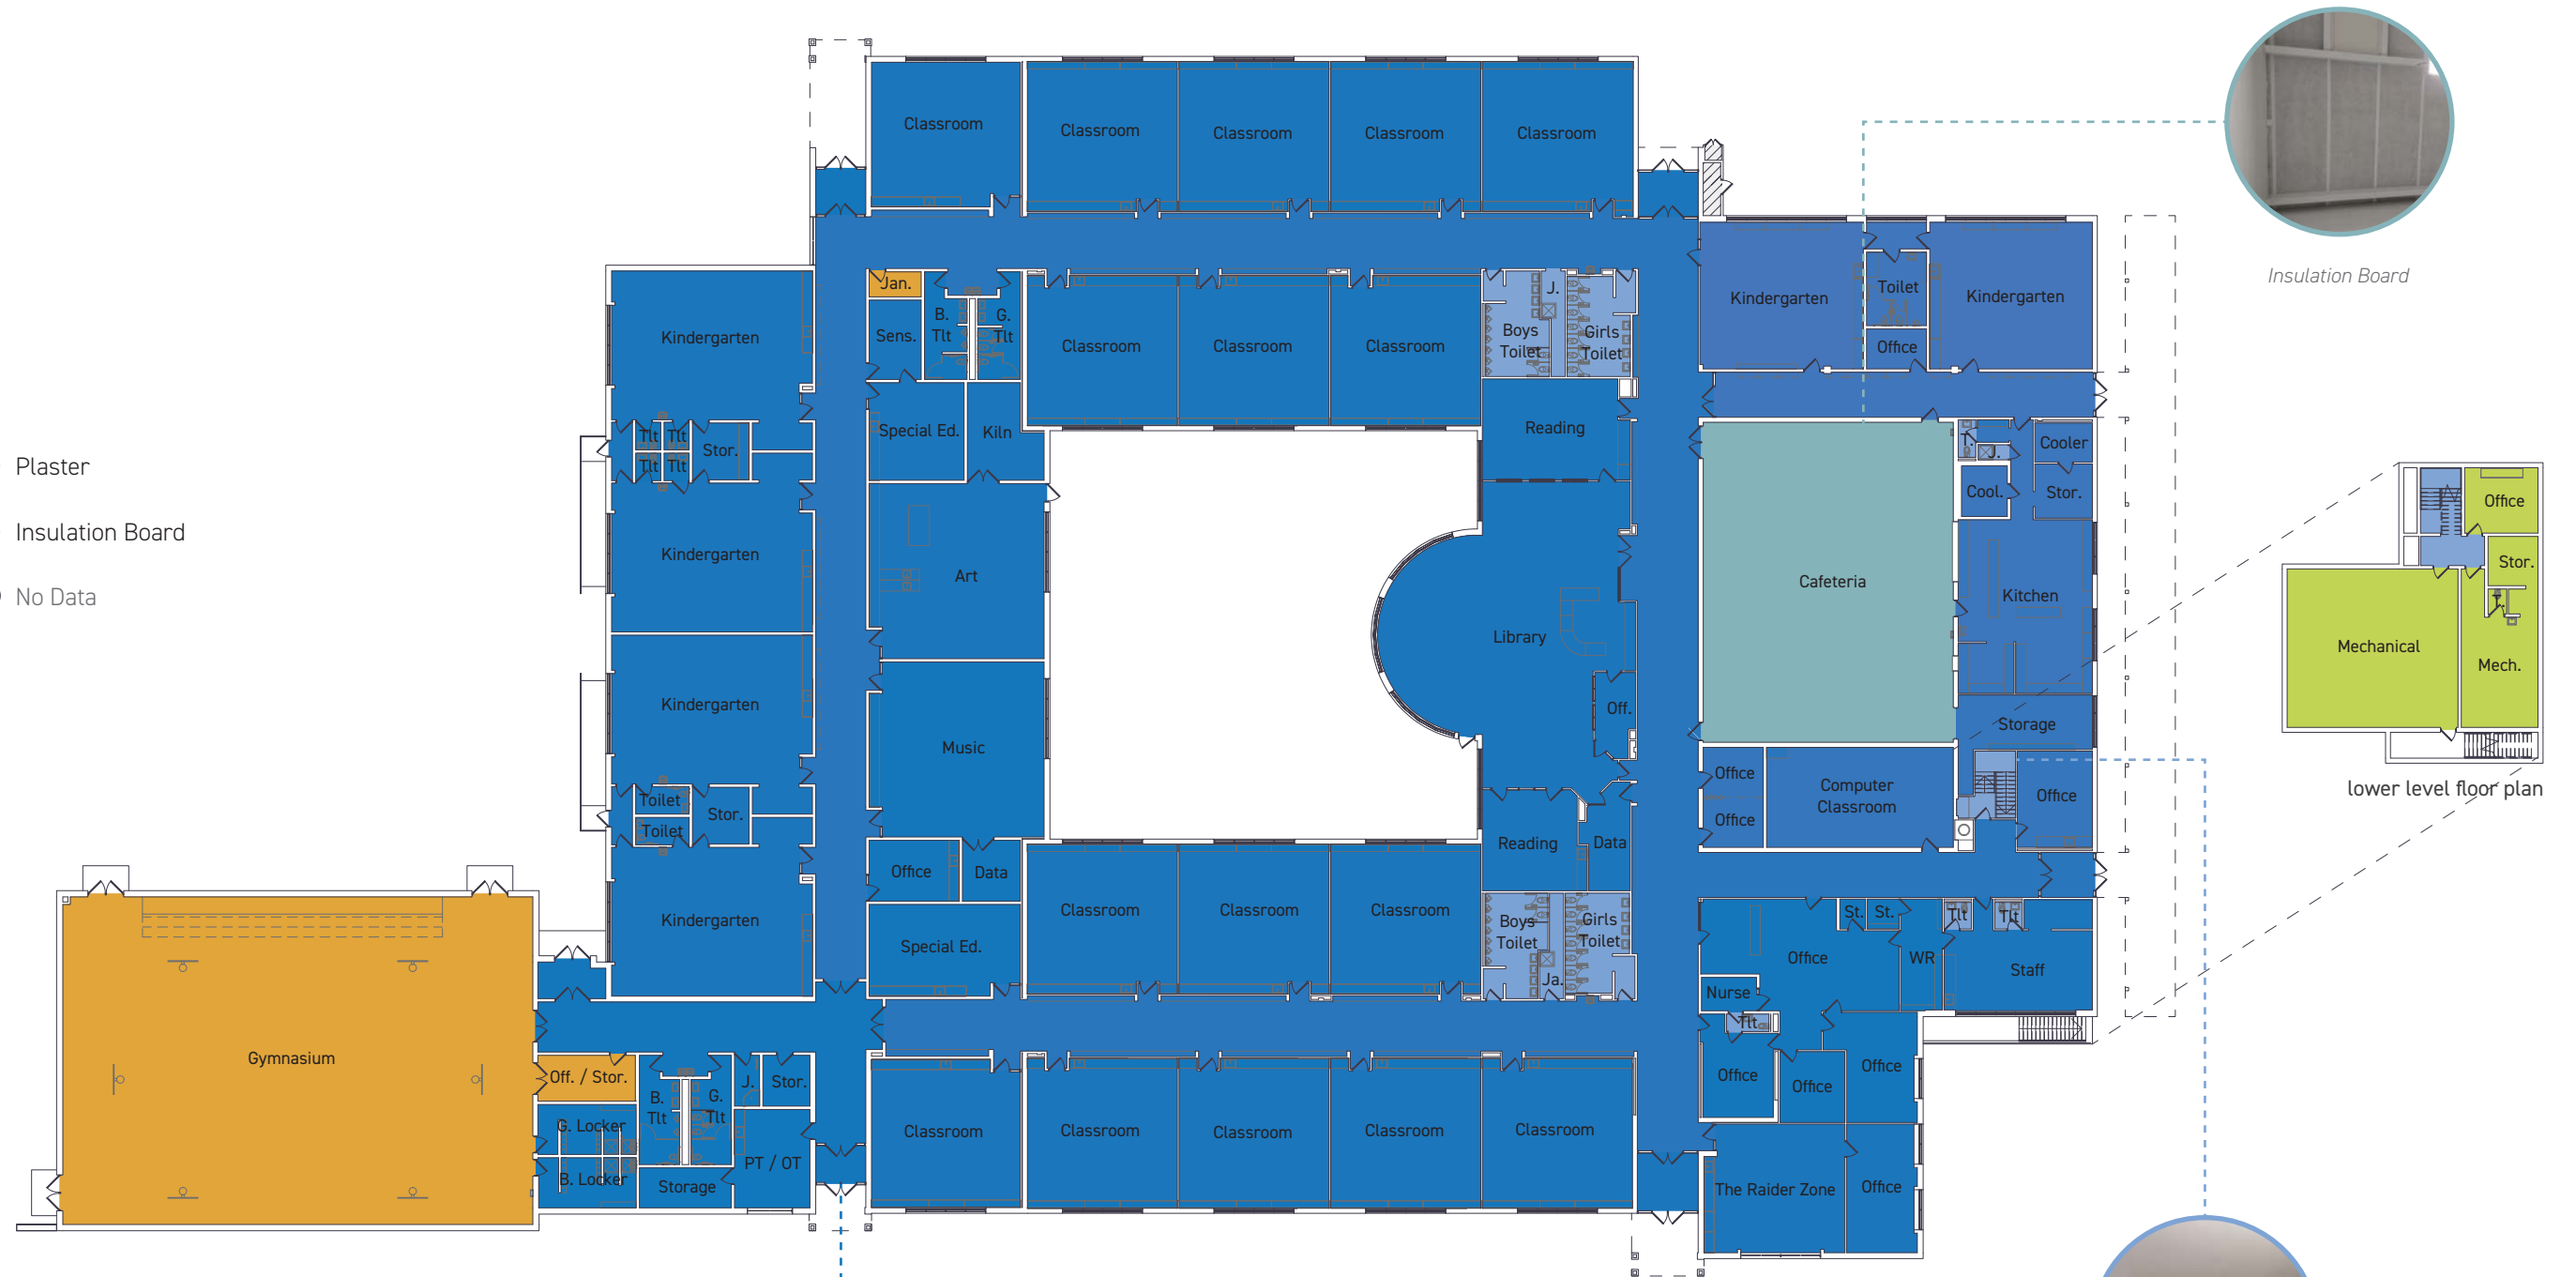 Classroom
Classroom
Classroom
Classroom
Classroom
Insulation Board
Jan.
Sens.
B.
Tlt
G.
Tlt
Classroom
Classroom
Classroom
Boys
Toilet
J.
Girls
Toilet
Kindergarten
Toilet
Office
Kindergarten
Kindergarten
Tlt
Tlt
Tlt
Tlt
Stor.
Special Ed.
Kiln
Reading
T.
J.
Cooler
Cool.
Stor.
Plaster
Insulation Board
No Data
Kindergarten
Art
Library
Cafeteria
Kitchen
Office
Stor.
T.
Mechanical
Mech.
lower level floor plan
Kindergarten
Music
Off.
Storage
Toilet
Toilet
Stor.
Office
Office
Computer
Classroom
Office
Reading
Data
Office
Data
Kindergarten
Special Ed.
Classroom
Classroom
Classroom
Boys
Toilet
Ja.
Girls
Toilet
St.
St.
Tlt
Tlt
Office
WR
Staff
Nurse
Tlt
Gymnasium
Off. / Stor.
B.
Tlt
G.
Tlt
J.
Stor.
G. Locker
B. Locker
Storage
PT / OT
Classroom
Classroom
Classroom
Classroom
Classroom
Office
Office
Office
The Raider Zone
Office